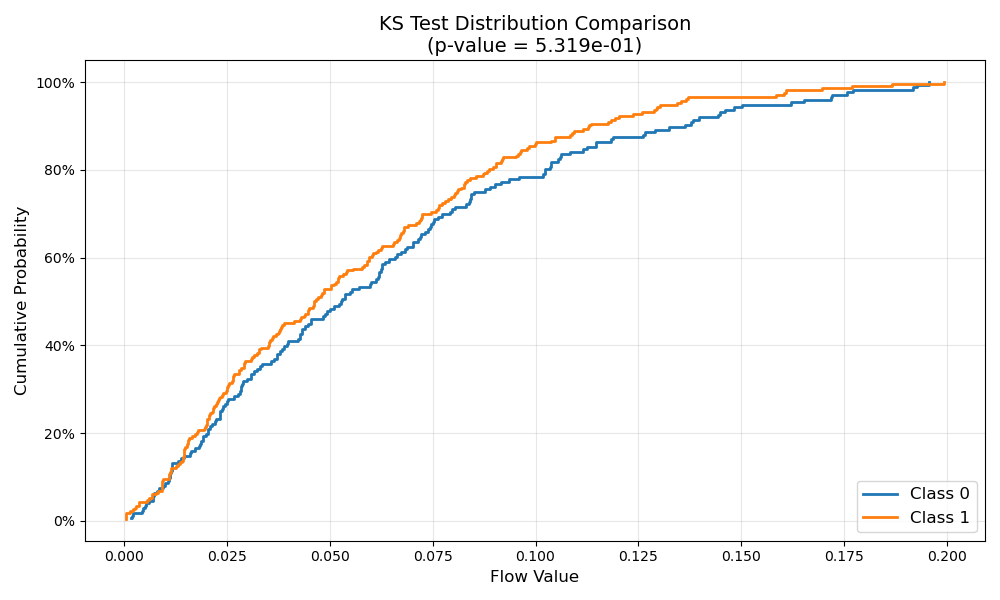 KS Test Distribution Comparison
(p-value = 5.319e-01)
Cumulative Probability
100%
80%
60%
40%
20%
0%
0.000 0.025 0.050 0.075 0.100 0.125 0.150 0.175 0.200
Flow Value
Class 0
Class 1